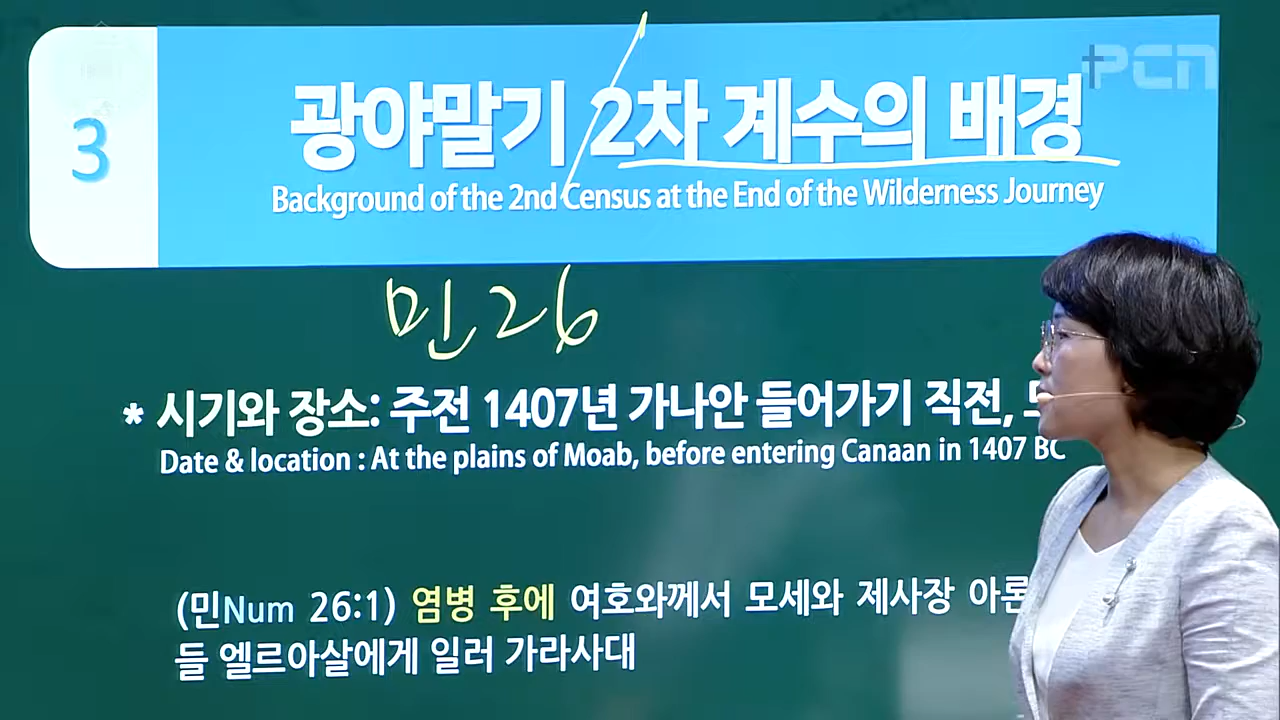 PCN
3
광야말기 2차 계수의 배경
Background of the 2nd Census at the End of the Wilderness Journey
민 26
* 시기와 장소: 주전 1407년 가나안 들어가기 직전,
Date & location : At the plains of Moab, before entering Canaan in 1407 BC
(민Num 26:1) 염병 후에 여호와께서 모세와 제사장 아론
들 엘르아살에게 일러 가라사대